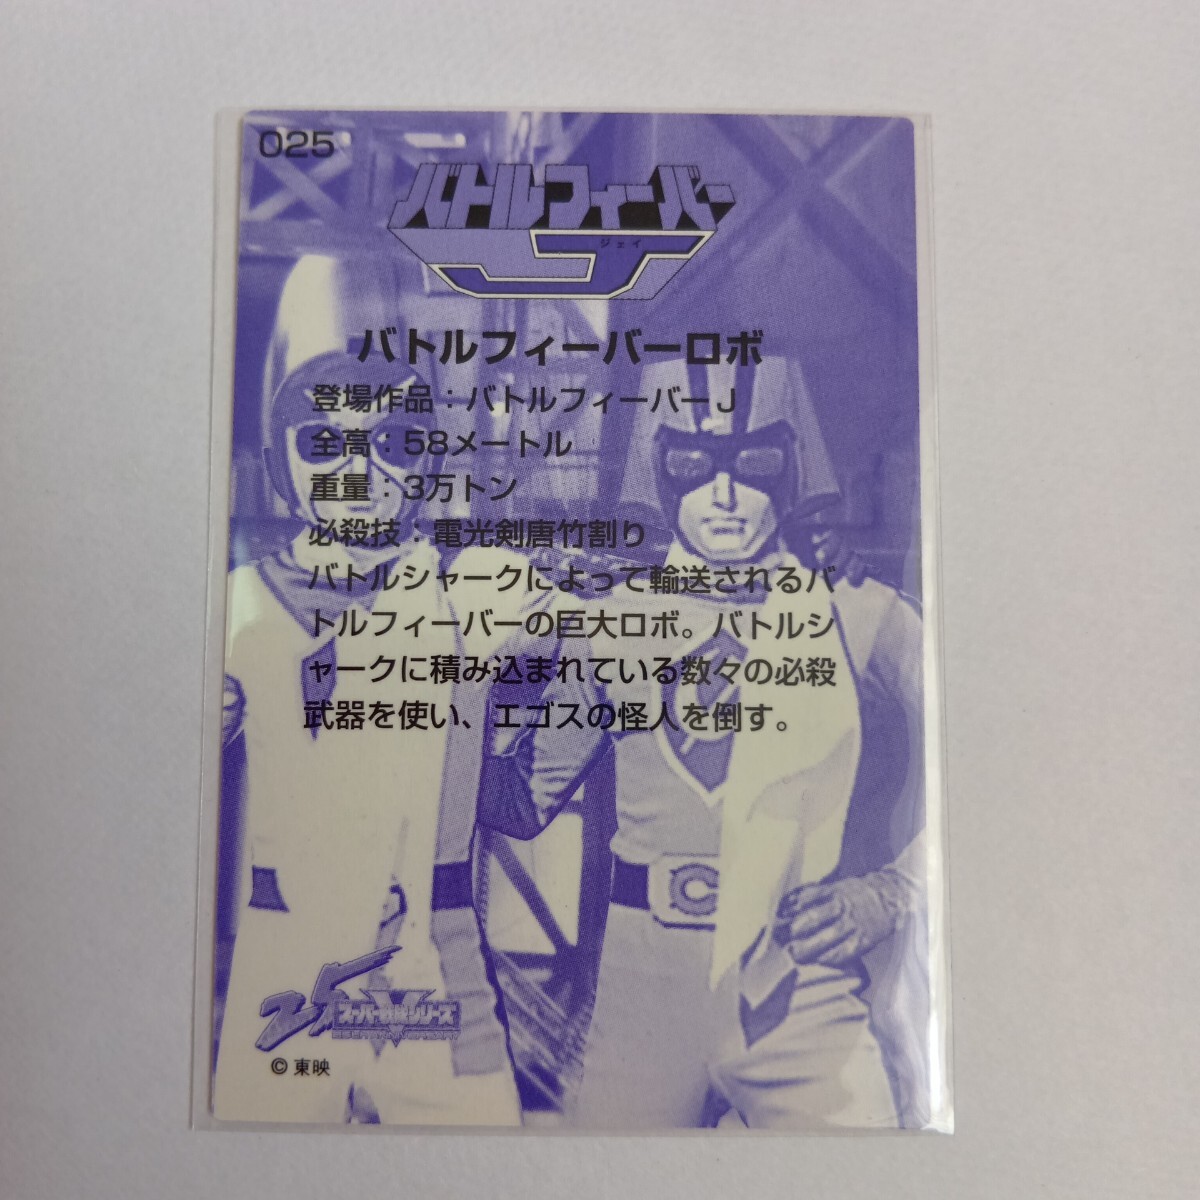 025
バトルフィーバー
ジェイ
J
バトルフィーバーロボ
登場作品：バトルフィーバーJ
全高：58メートル
重量：3万トン
必殺技：電光剣唐竹割り
バトルシャークによって輸送されるバ
トルフィーバーの巨大ロボ。バトルシ
ャークに積み込まれている数々の必殺
武器を使い、エゴスの怪人を倒す。
C
25
スーパー戦隊シリーズ
© 東映